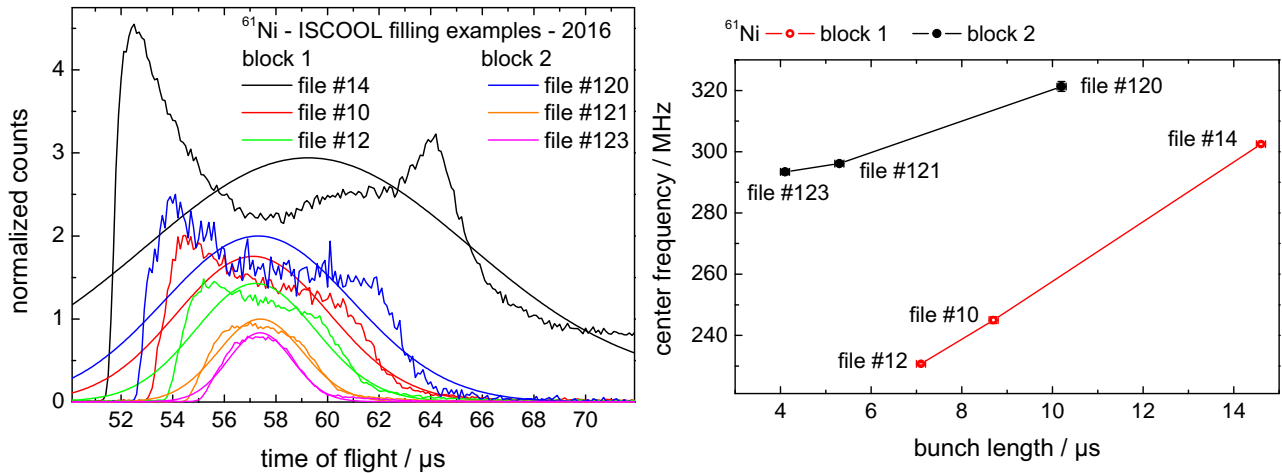 ⁶¹Ni - ISCOOL filling examples - 2016
block 1 block 2
file #14 file #120
file #10 file #121
file #12 file #123
normalized counts
4
3
2
1
0
52 54 56 58 60 62 64 66 68 70
time of flight / µs
⁶¹Ni block 1 block 2
center frequency / MHz
320
300
280
260
240
file #120
file #14
file #121
file #123
file #10
file #12
4 6 8 10 12 14
bunch length / µs